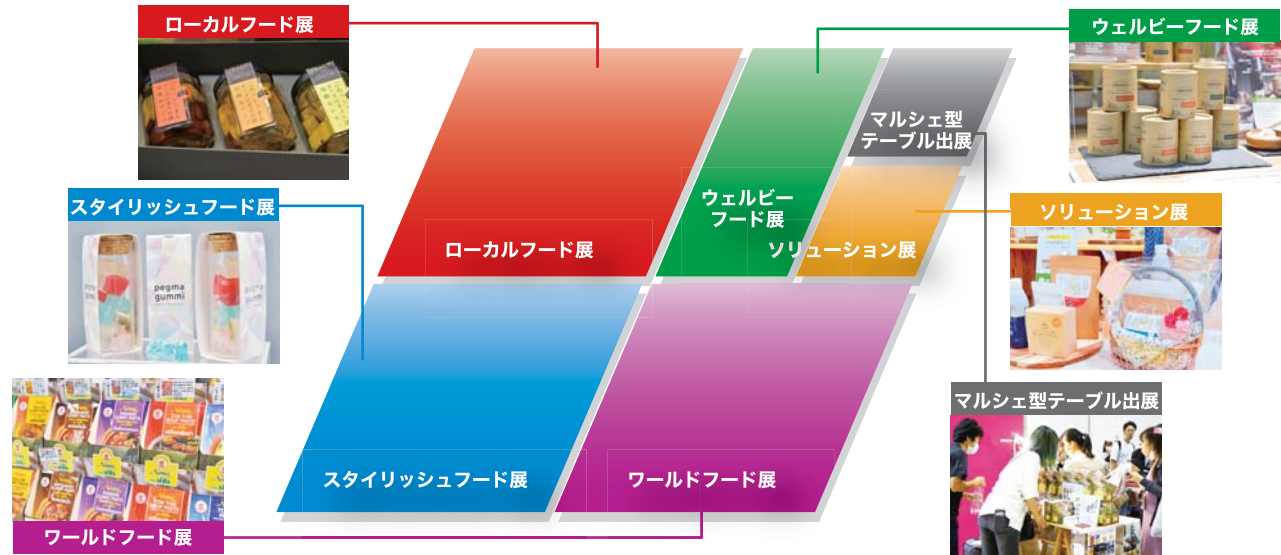 ローカルフード展
ウェルビーフード展
マルシェ型
テーブル出展
スタイリッシュフード展
ウェルビー
フード展
ソリューション展
ローカルフード展
ソリューション展
pegma
gummi
マルシェ型テーブル出展
スタイリッシュフード展
ワールドフード展
ワールドフード展